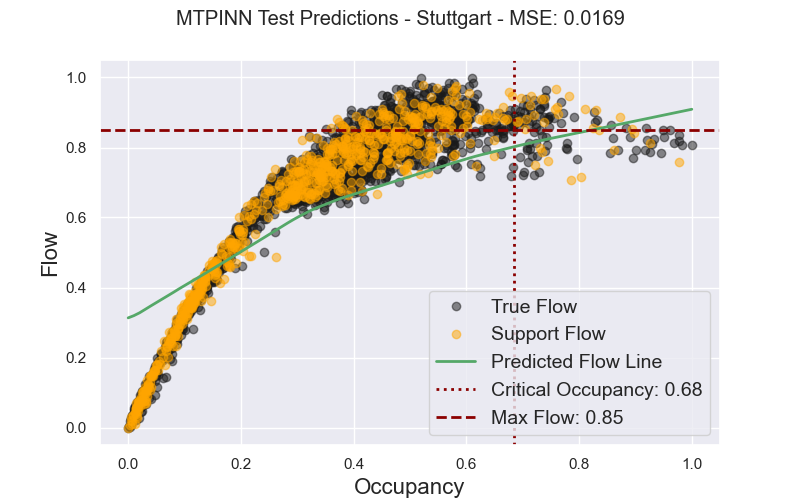 MTPINN Test Predictions - Stuttgart - MSE: 0.0169
1.0
0.8
0.6
0.4
0.2
0.0
Flow
True Flow
Support Flow
Predicted Flow Line
Critical Occupancy: 0.68
Max Flow: 0.85
0.0 0.2 0.4 0.6 0.8 1.0
Occupancy